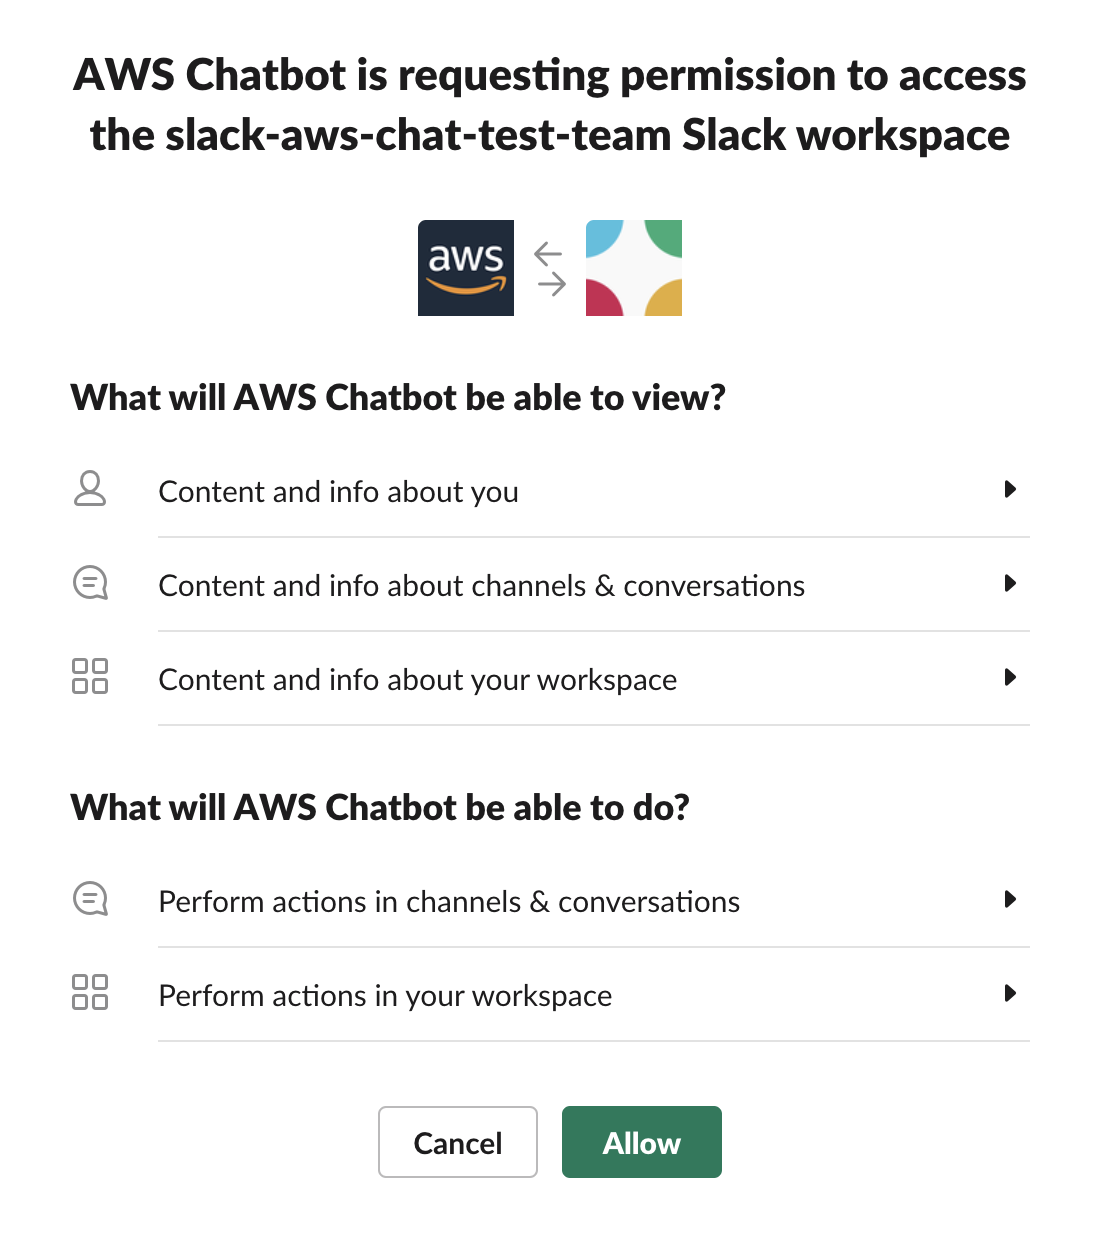 AWS Chatbot is requesting permission to access
the slack-aws-chat-test-team Slack workspace
aws
What will AWS Chatbot be able to view?
Content and info about you
Content and info about channels & conversations
Content and info about your workspace
What will AWS Chatbot be able to do?
Perform actions in channels & conversations
Perform actions in your workspace
Cancel
Allow